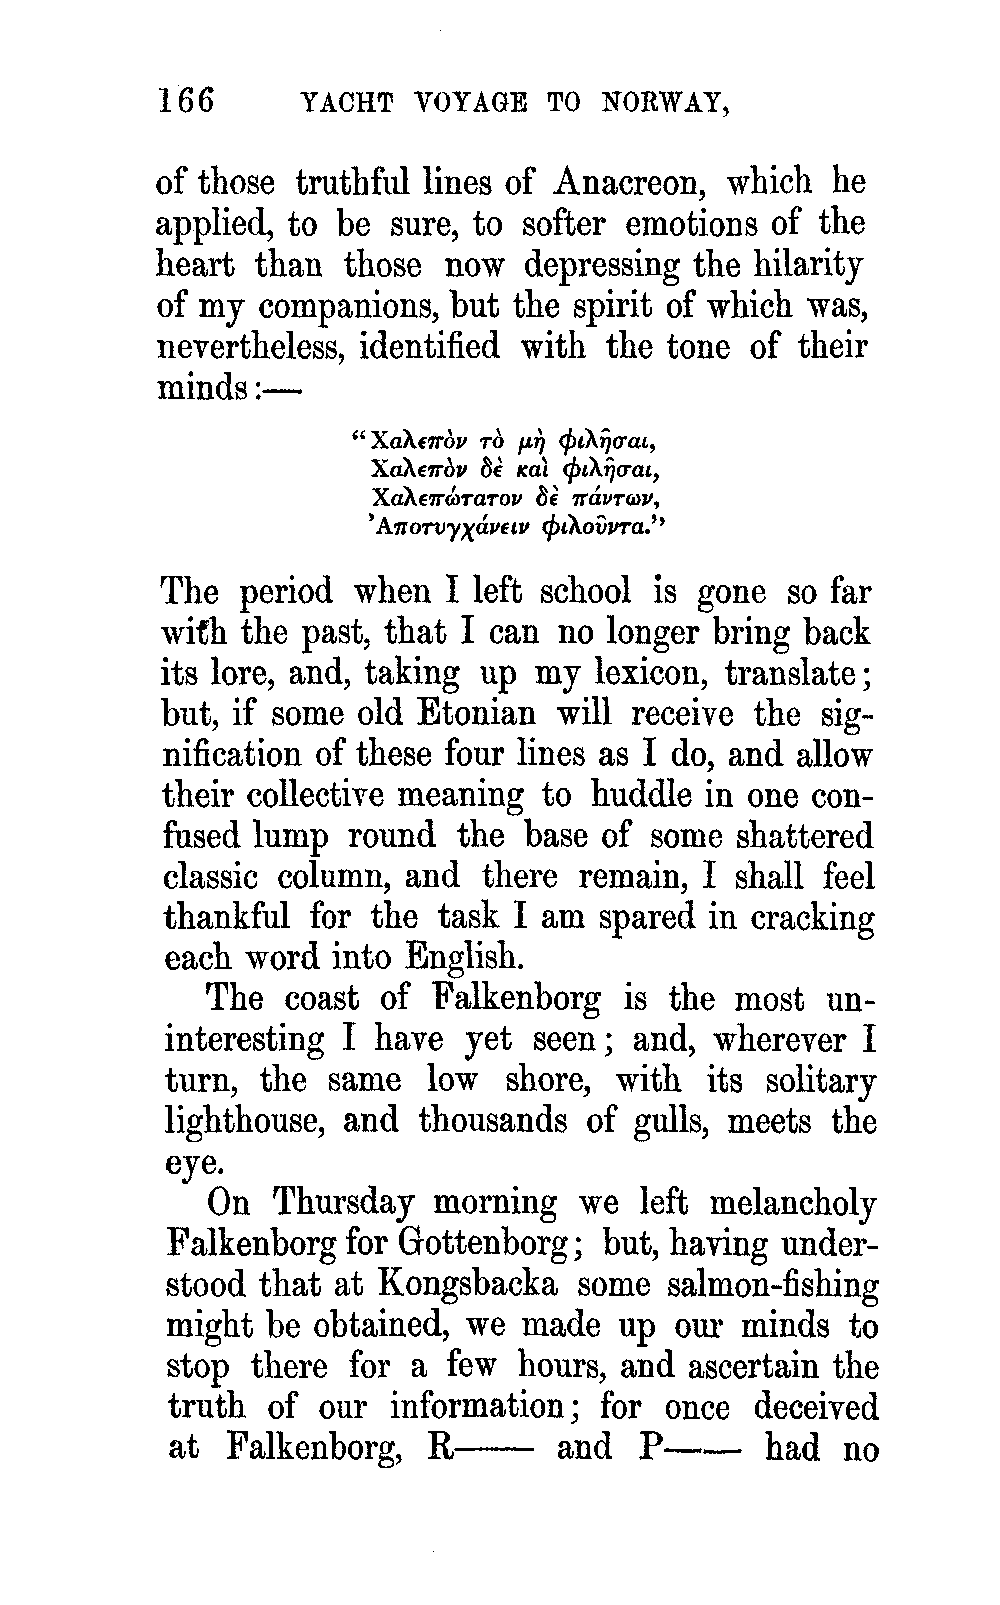 166 YACHT VOYAGE TO NORWAY,
of those truthful lines of Anacreon, which he
applied, to be sure, to softer emotions of the
heart than those now depressing the hilarity
of my companions, but the spirit of which was,
nevertheless, identified with the tone of their
minds:—
“Χαλεπὸν τὸ μὴ φιλῆσαι,
Χαλεπὸν δὲ καὶ φιλῆσαι,
Χαλεπώτατον δὲ πάντων,
Ἀποτυγχάνειν φιλοῦντα.”
The period when I left school is gone so far
with the past, that I can no longer bring back
its lore, and, taking up my lexicon, translate;
but, if some old Etonian will receive the sig-
nification of these four lines as I do, and allow
their collective meaning to huddle in one con-
fused lump round the base of some shattered
classic column, and there remain, I shall feel
thankful for the task I am spared in cracking
each word into English.
The coast of Falkenborg is the most un-
interesting I have yet seen; and, wherever I
turn, the same low shore, with its solitary
lighthouse, and thousands of gulls, meets the
eye.
On Thursday morning we left melancholy
Falkenborg for Gottenborg; but, having under-
stood that at Kongsbacka some salmon-fishing
might be obtained, we made up our minds to
stop there for a few hours, and ascertain the
truth of our information; for once deceived
at Falkenborg, R—— and P—— had no